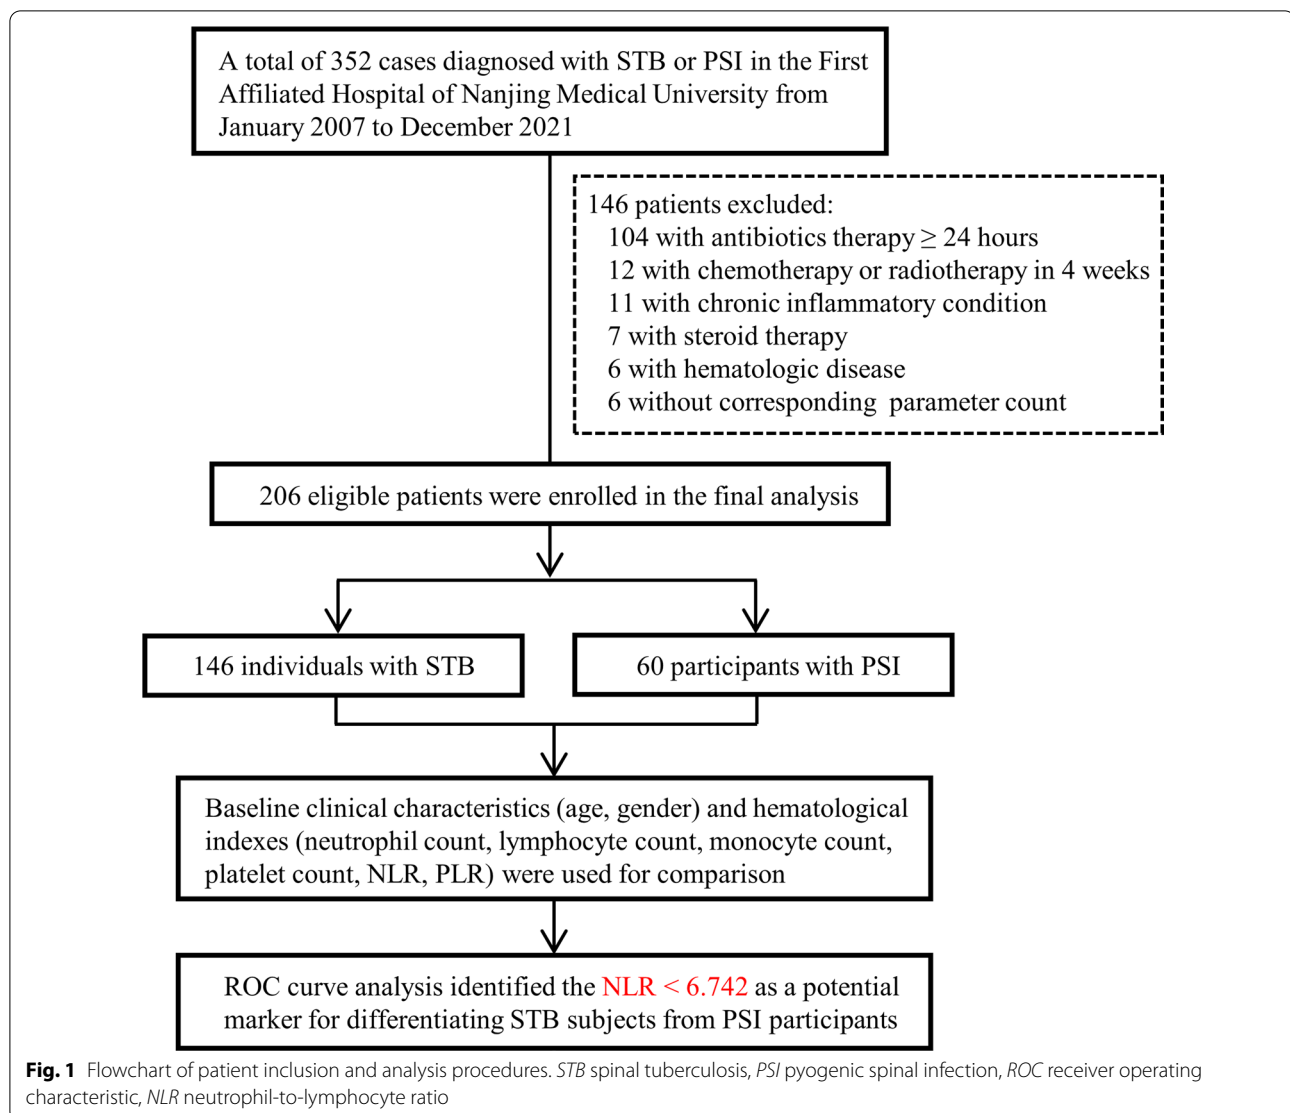 A total of 352 cases diagnosed with STB or PSI in the First
Affiliated Hospital of Nanjing Medical University from
January 2007 to December 2021
146 patients excluded:
104 with antibiotics therapy ≥ 24 hours
12 with chemotherapy or radiotherapy in 4 weeks
11 with chronic inflammatory condition
7 with steroid therapy
6 with hematologic disease
6 without corresponding parameter count
206 eligible patients were enrolled in the final analysis
146 individuals with STB
60 participants with PSI
Baseline clinical characteristics (age, gender) and hematological
indexes (neutrophil count, lymphocyte count, monocyte count,
platelet count, NLR, PLR) were used for comparison
ROC curve analysis identified the NLR < 6.742 as a potential
marker for differentiating STB subjects from PSI participants
Fig. 1 Flowchart of patient inclusion and analysis procedures. STB spinal tuberculosis, PSI pyogenic spinal infection, ROC receiver operating
characteristic, NLR neutrophil-to-lymphocyte ratio